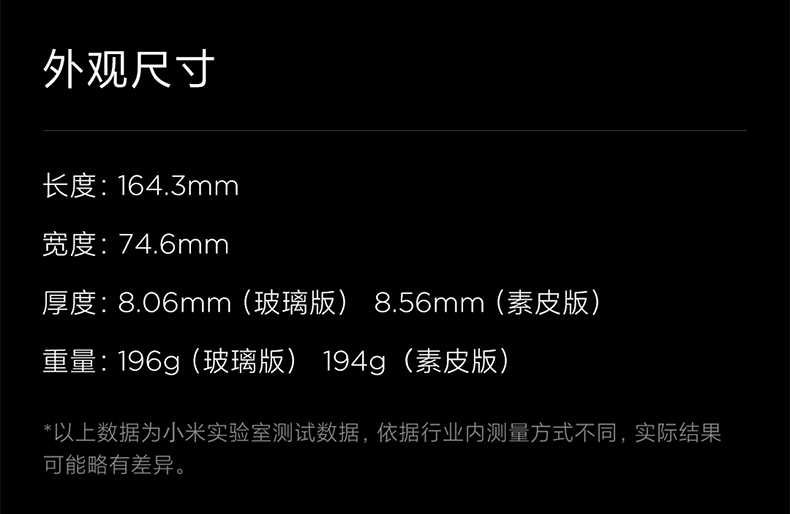 外观尺寸
长度: 164.3mm
宽度: 74.6mm
厚度: 8.06mm（玻璃版） 8.56mm（素皮版）
重量: 196g（玻璃版） 194g（素皮版）
*以上数据为小米实验室测试数据，依据行业内测量方式不同，实际结果
可能略有差异。